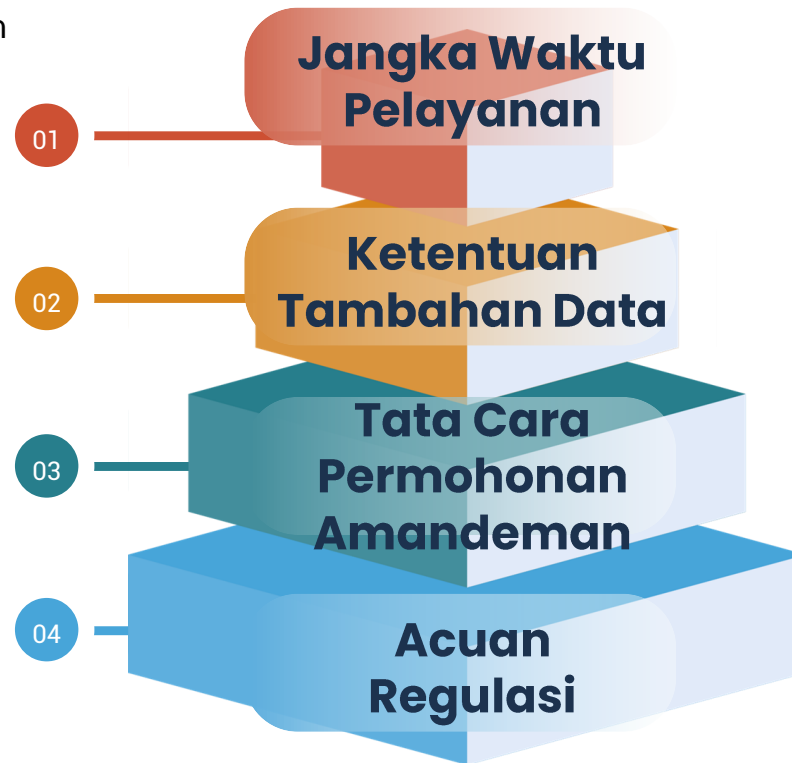 01
Jangka Waktu
Pelayanan
02
Ketentuan
Tambahan Data
03
Tata Cara
Permohonan
Amandeman
04
Acuan
Regulasi